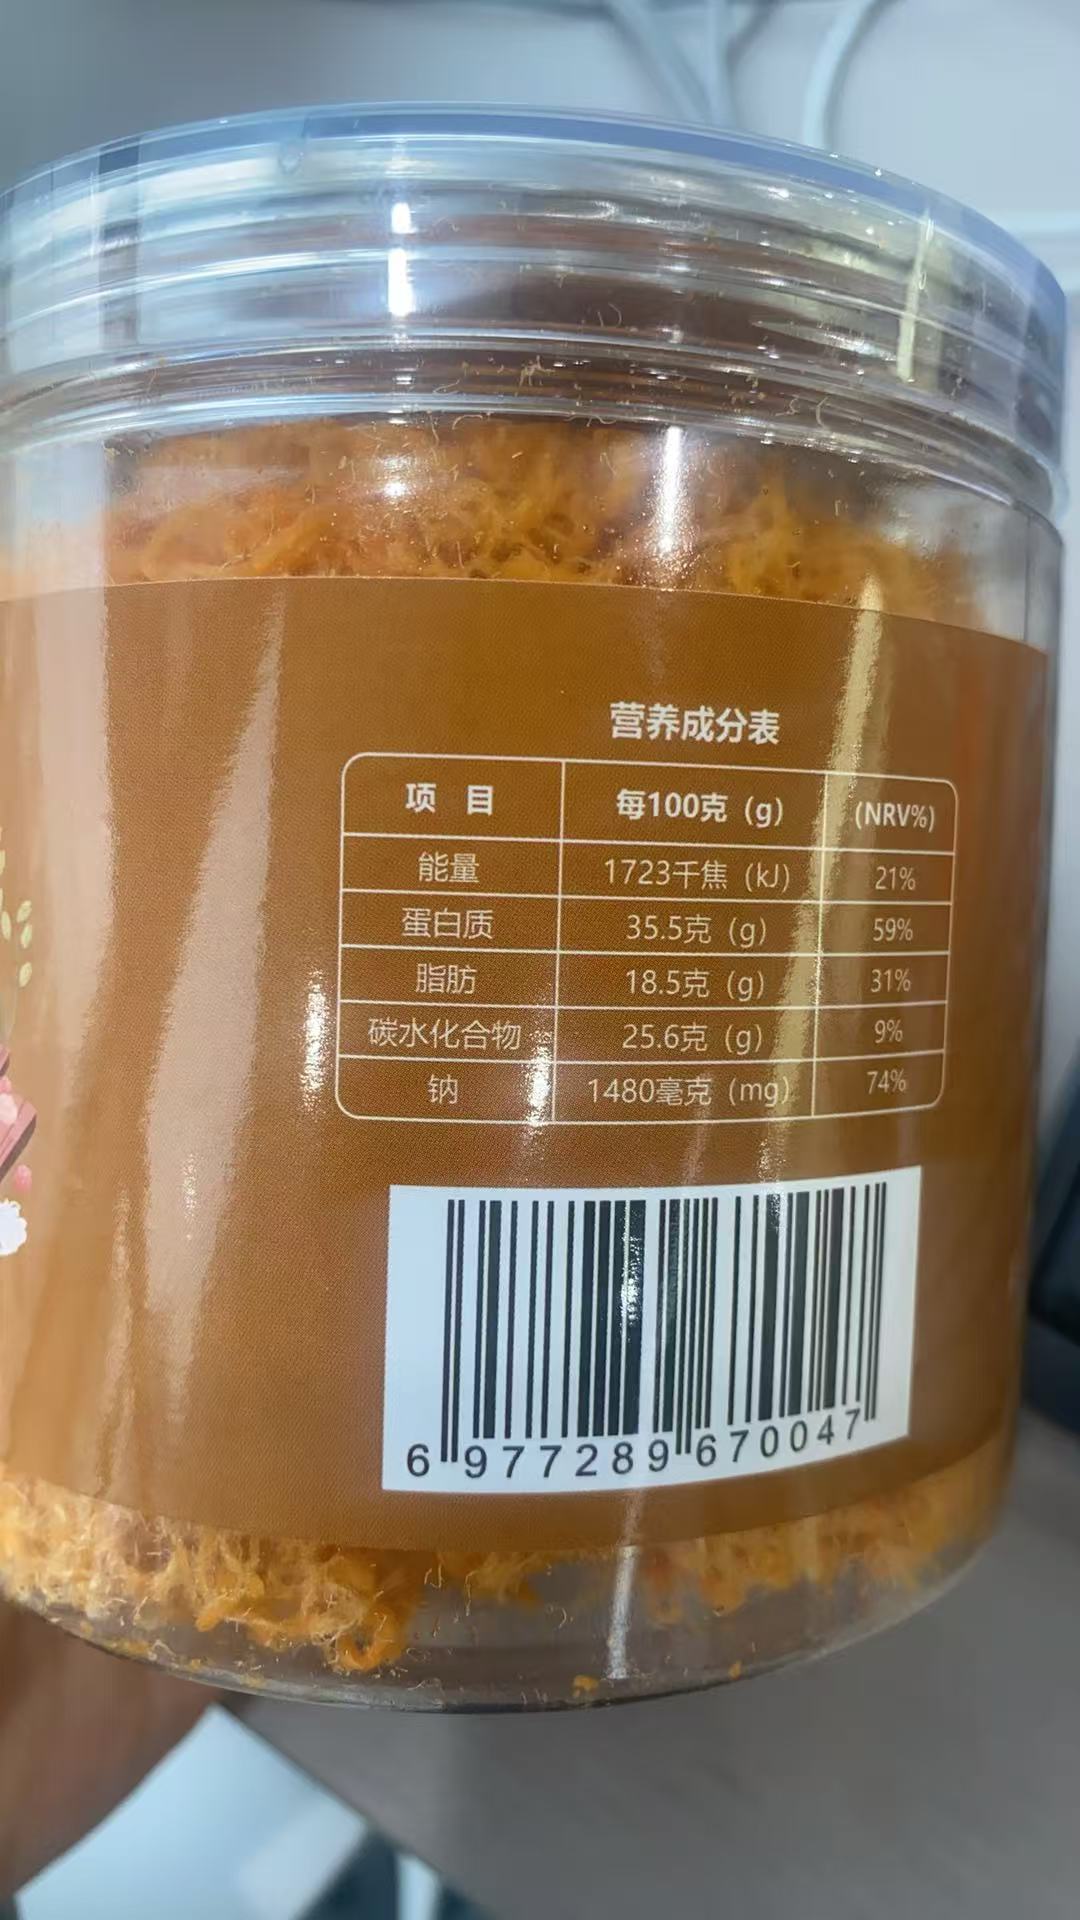 营养成分表
项 目 每100克（g） (NRV%)
能量 1723千焦（kJ） 21%
蛋白质 35.5克（g） 59%
脂肪 18.5克（g） 31%
碳水化合物 25.6克（g） 9%
钠 1480毫克（mg） 74%
6 977289 670047